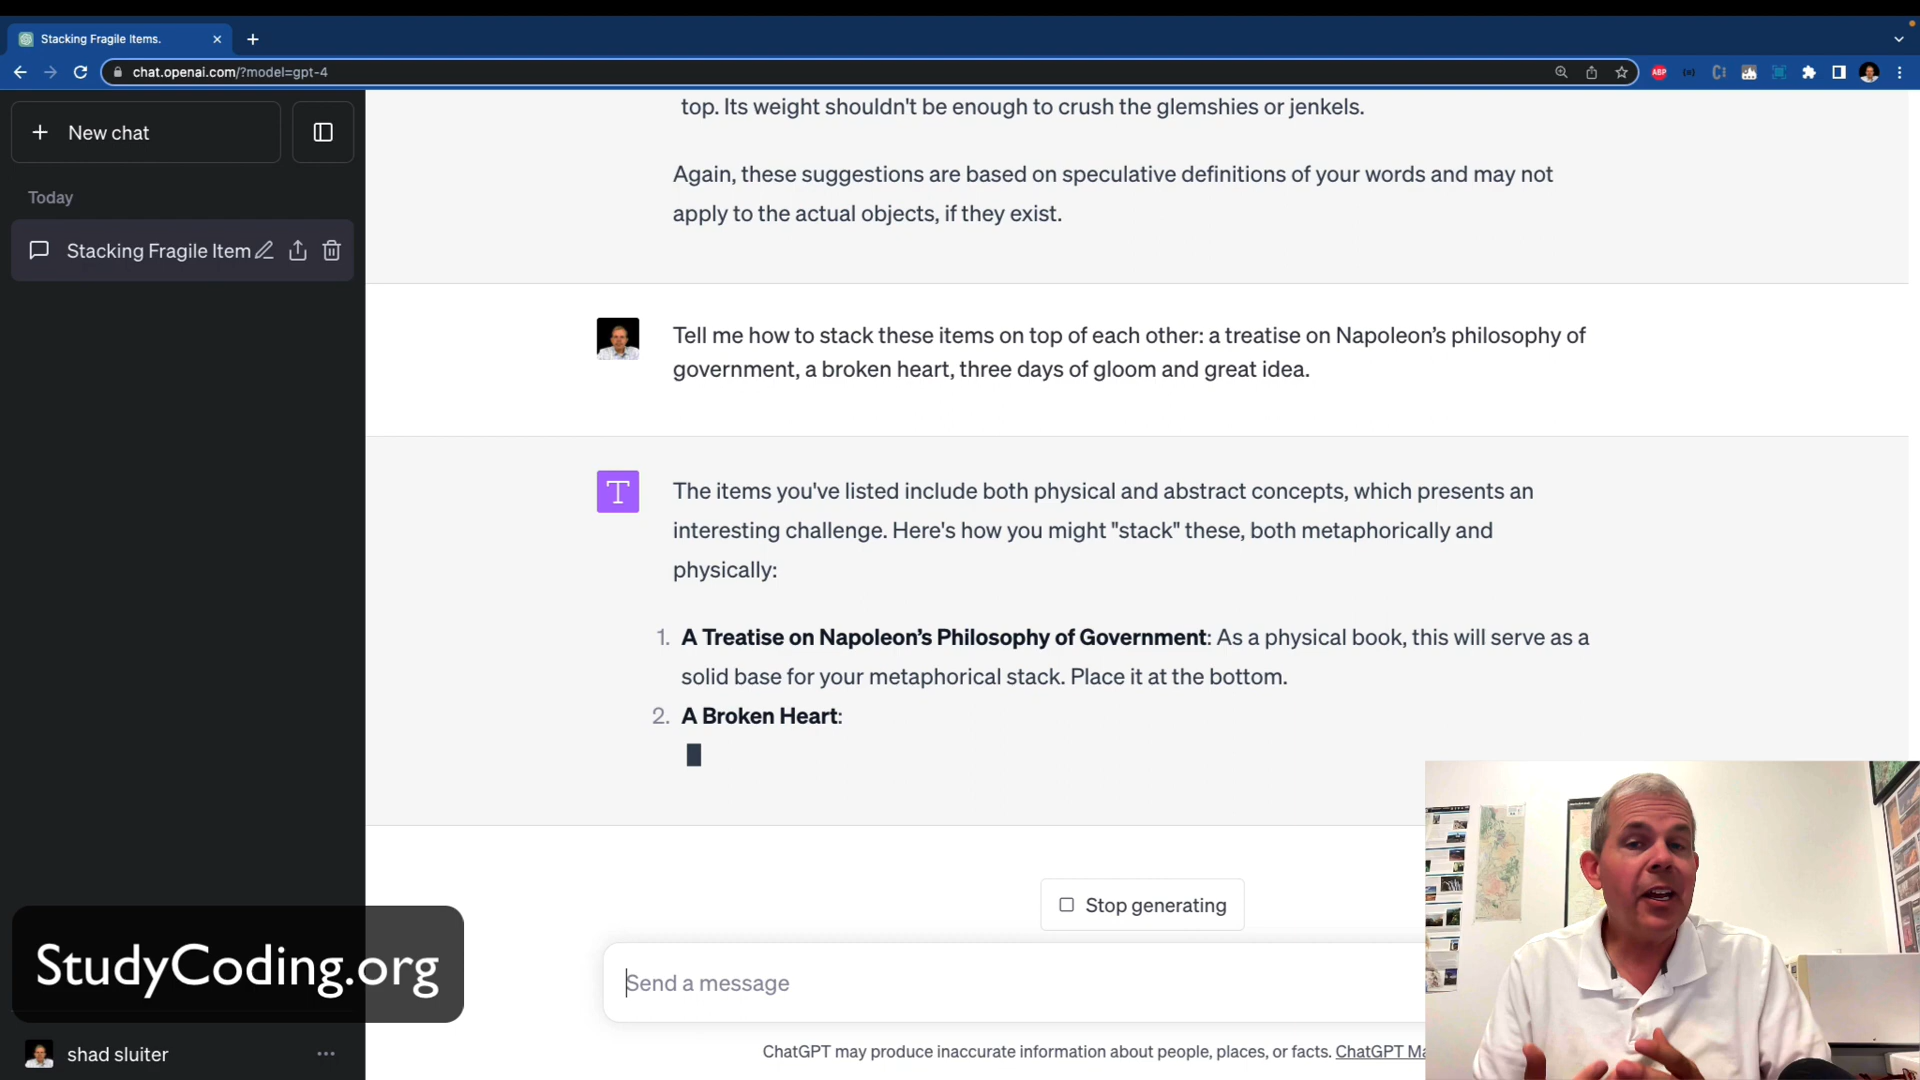 Stacking Fragile Items.
chat.openai.com/?model=gpt-4
ABP
New chat
Today
Stacking Fragile Item
top. Its weight shouldn't be enough to crush the glemshies or jenkels.
Again, these suggestions are based on speculative definitions of your words and may not
apply to the actual objects, if they exist.
Tell me how to stack these items on top of each other: a treatise on Napoleon’s philosophy of
government, a broken heart, three days of gloom and great idea.
T
The items you've listed include both physical and abstract concepts, which presents an
interesting challenge. Here's how you might "stack" these, both metaphorically and
physically:
1. A Treatise on Napoleon’s Philosophy of Government: As a physical book, this will serve as a
solid base for your metaphorical stack. Place it at the bottom.
2. A Broken Heart:
Stop generating
StudyCoding.org
Send a message
shad sluiter
ChatGPT may produce inaccurate information about people, places, or facts. ChatGPT Ma